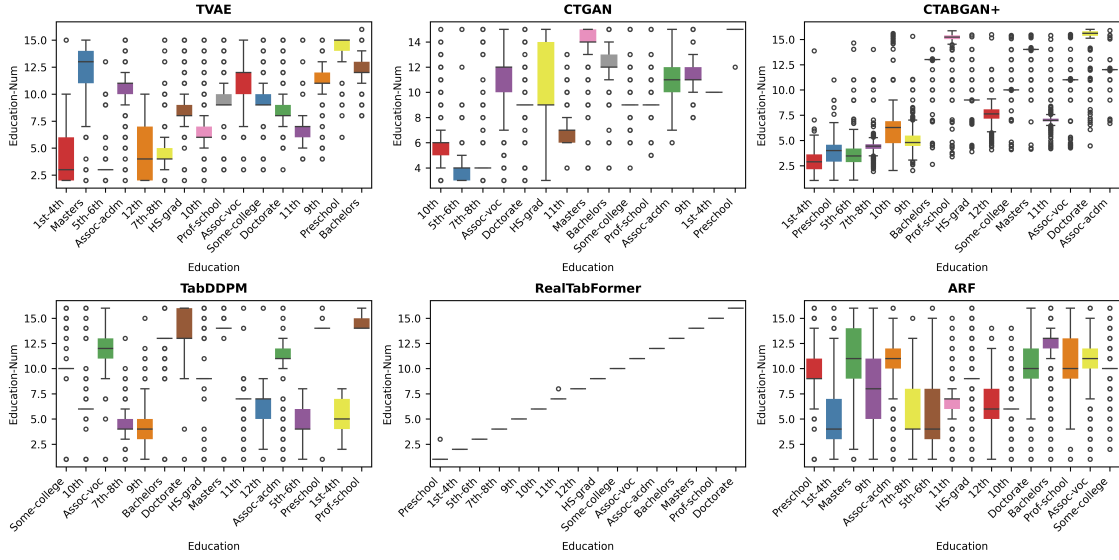 TVAE
Education-Num
15.0
12.5
10.0
7.5
5.0
2.5
1st-4th
Masters
5th-6th
Assoc-acdm
12th
7th-8th
HS-grad
10th
Prof-school
Assoc-voc
Some-college
Doctorate
11th
9th
Preschool
Bachelors
Education
CTGAN
Education-Num
14
12
10
8
6
4
10th
5th-6th
7th-8th
Assoc-voc
Doctorate
HS-grad
11th
Masters
Bachelors
Some-college
Prof-school
Assoc-acdm
9th
1st-4th
Preschool
Education
CTABGAN+
Education-Num
15.0
12.5
10.0
7.5
5.0
2.5
1st-4th
Preschool
5th-6th
7th-8th
10th
9th
Bachelors
Prof-school
HS-grad
12th
Some-college
Masters
11th
Assoc-voc
Doctorate
Assoc-acdm
Education
TabDDPM
Education-Num
15.0
12.5
10.0
7.5
5.0
2.5
Some-college
10th
Assoc-voc
7th-8th
9th
Bachelors
Doctorate
HS-grad
Masters
11th
12th
Assoc-acdm
5th-6th
Preschool
1st-4th
Prof-school
Education
RealTabFormer
Education-Num
15.0
12.5
10.0
7.5
5.0
2.5
Preschool
1st-4th
5th-6th
7th-8th
9th
10th
11th
12th
HS-grad
Some-college
Assoc-voc
Assoc-acdm
Bachelors
Masters
Prof-school
Doctorate
Education
ARF
Education-Num
15.0
12.5
10.0
7.5
5.0
2.5
Preschool
1st-4th
Masters
9th
Assoc-acdm
7th-8th
5th-6th
11th
HS-grad
12th
10th
Doctorate
Bachelors
Prof-school
Assoc-voc
Some-college
Education